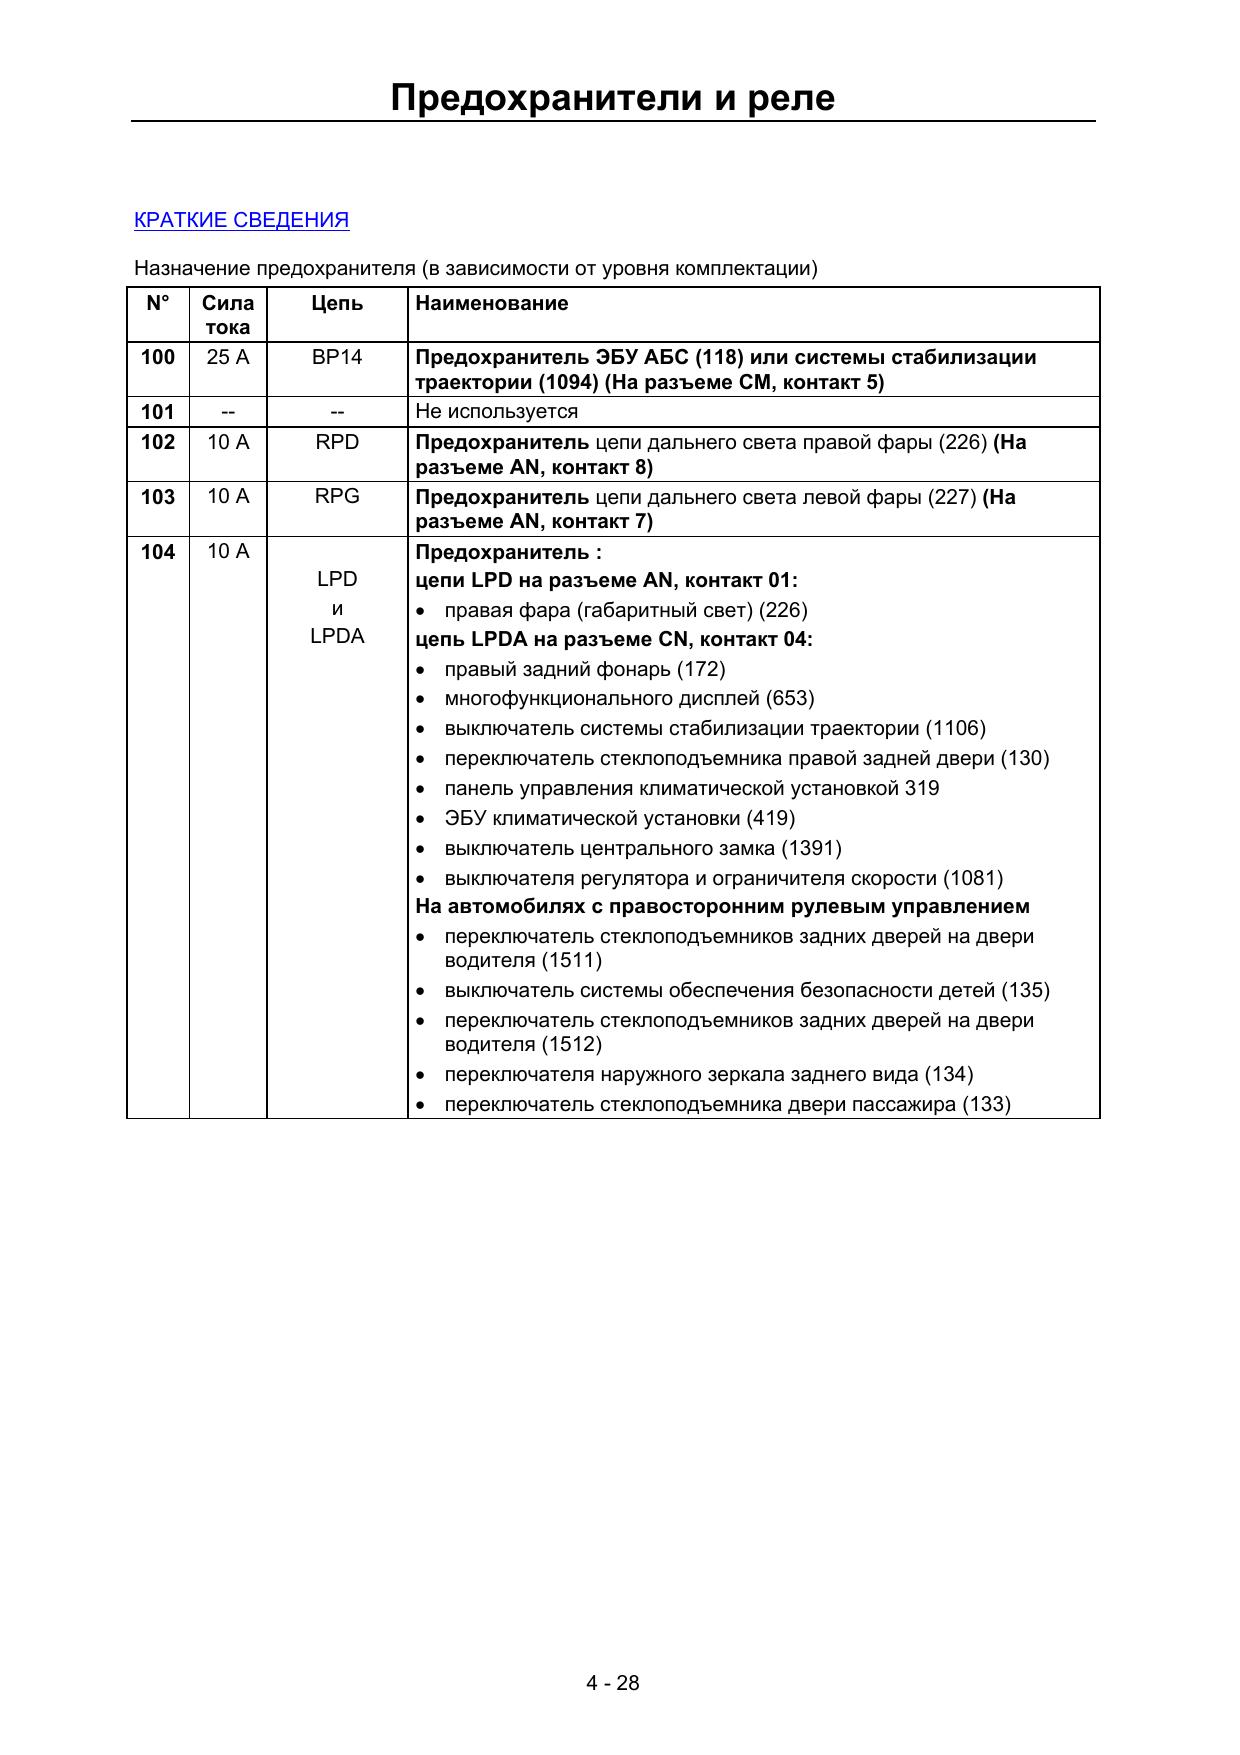 Предохранители и реле
КРАТКИЕ СВЕДЕНИЯ
Назначение предохранителя (в зависимости от уровня комплектации)
N° Сила тока Цепь Наименование
100 25 A BP14 Предохранитель ЭБУ АБС (118) или системы стабилизации
траектории (1094) (На разъеме CM, контакт 5)
101 -- -- Не используется
102 10 A RPD Предохранитель цепи дальнего света правой фары (226) (На
разъеме AN, контакт 8)
103 10 A RPG Предохранитель цепи дальнего света левой фары (227) (На
разъеме AN, контакт 7)
104 10 A Предохранитель :
LPD цепи LPD на разъеме AN, контакт 01:
и • правая фара (габаритный свет) (226)
LPDA цепь LPDA на разъеме CN, контакт 04:
• правый задний фонарь (172)
• многофункционального дисплей (653)
• выключатель системы стабилизации траектории (1106)
• переключатель стеклоподъемника правой задней двери (130)
• панель управления климатической установкой 319
• ЭБУ климатической установки (419)
• выключатель центрального замка (1391)
• выключателя регулятора и ограничителя скорости (1081)
На автомобилях с правосторонним рулевым управлением
• переключатель стеклоподъемников задних дверей на двери
водителя (1511)
• выключатель системы обеспечения безопасности детей (135)
• переключатель стеклоподъемников задних дверей на двери
водителя (1512)
• переключателя наружного зеркала заднего вида (134)
• переключатель стеклоподъемника двери пассажира (133)
4 - 28